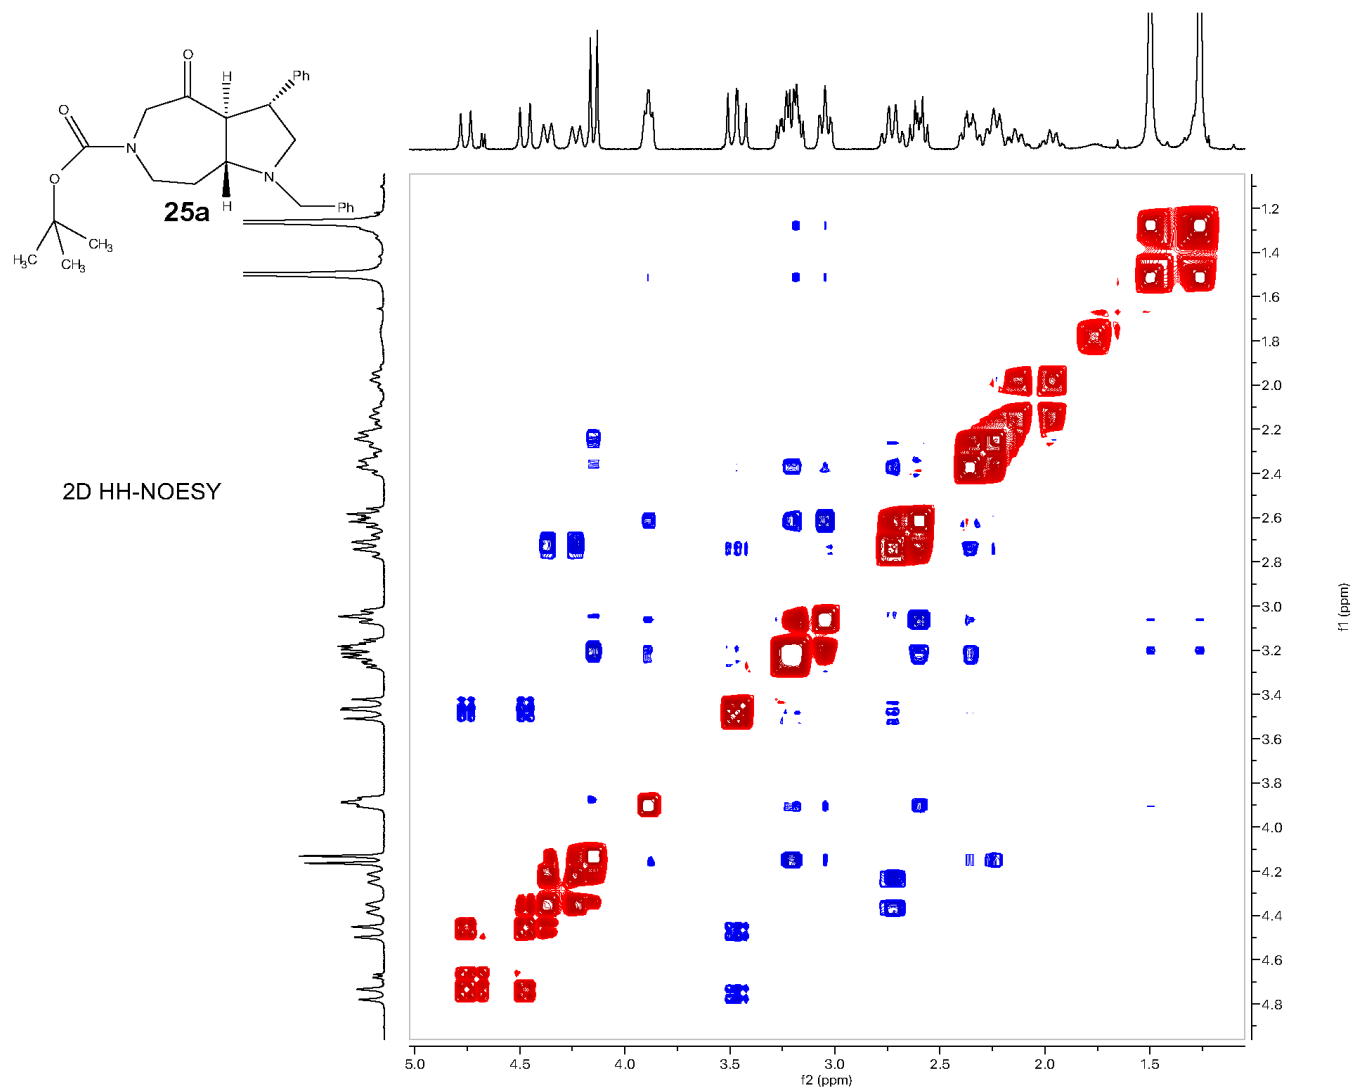 O
H
Ph
O
N
O
N
H
Ph
25a
H₃C
CH₃
CH₃
2D HH-NOESY
1.2
1.4
1.6
1.8
2.0
2.2
2.4
2.6
2.8
3.0
3.2
3.4
3.6
3.8
4.0
4.2
4.4
4.6
4.8
f1 (ppm)
5.0 4.5 4.0 3.5 3.0 2.5 2.0 1.5
f2 (ppm)